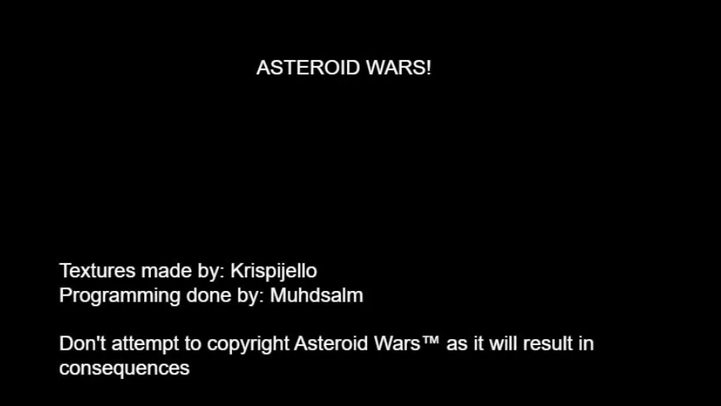 ASTEROID WARS!
Textures made by: Krispijello
Programming done by: Muhdsalm
Don't attempt to copyright Asteroid Wars™ as it will result in
consequences